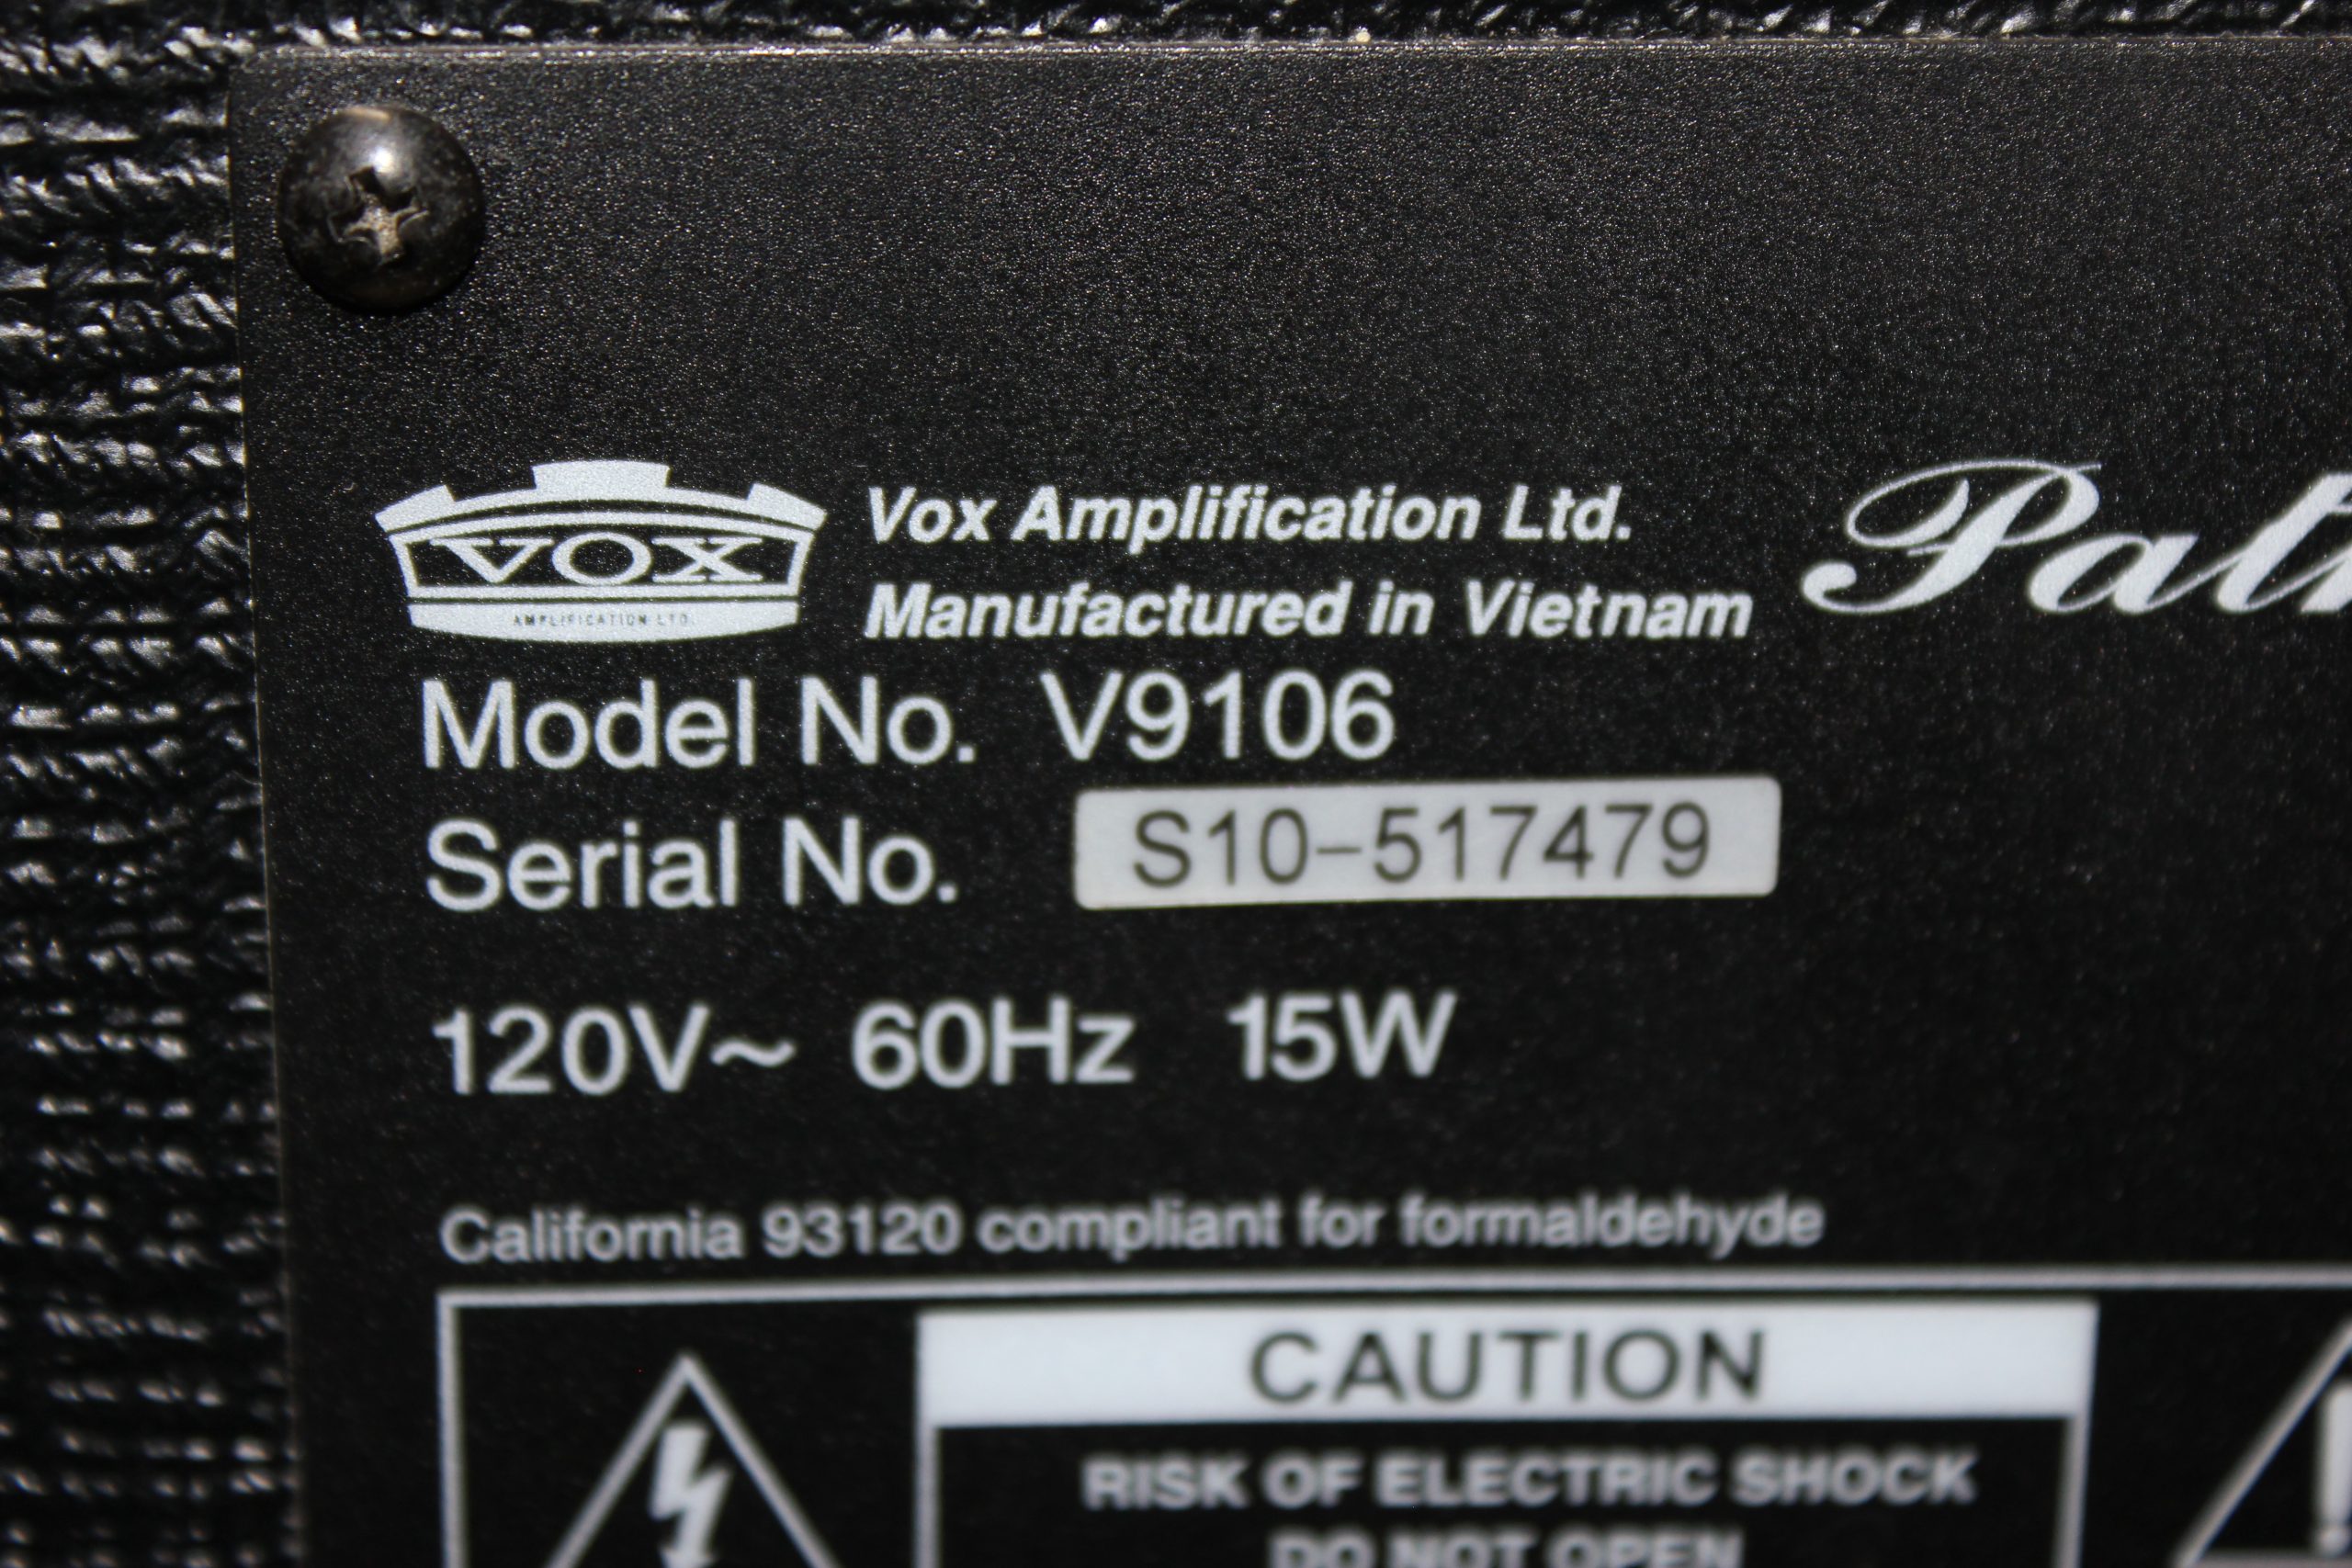 VOX
AMPLIFICATION LTD.
Vox Amplification Ltd.
Manufactured in Vietnam
Model No. V9106
Serial No. S10-517479
120V~ 60Hz 15W
California 93120 compliant for formaldehyde
CAUTION
RISK OF ELECTRIC SHOCK
DO NOT OPEN